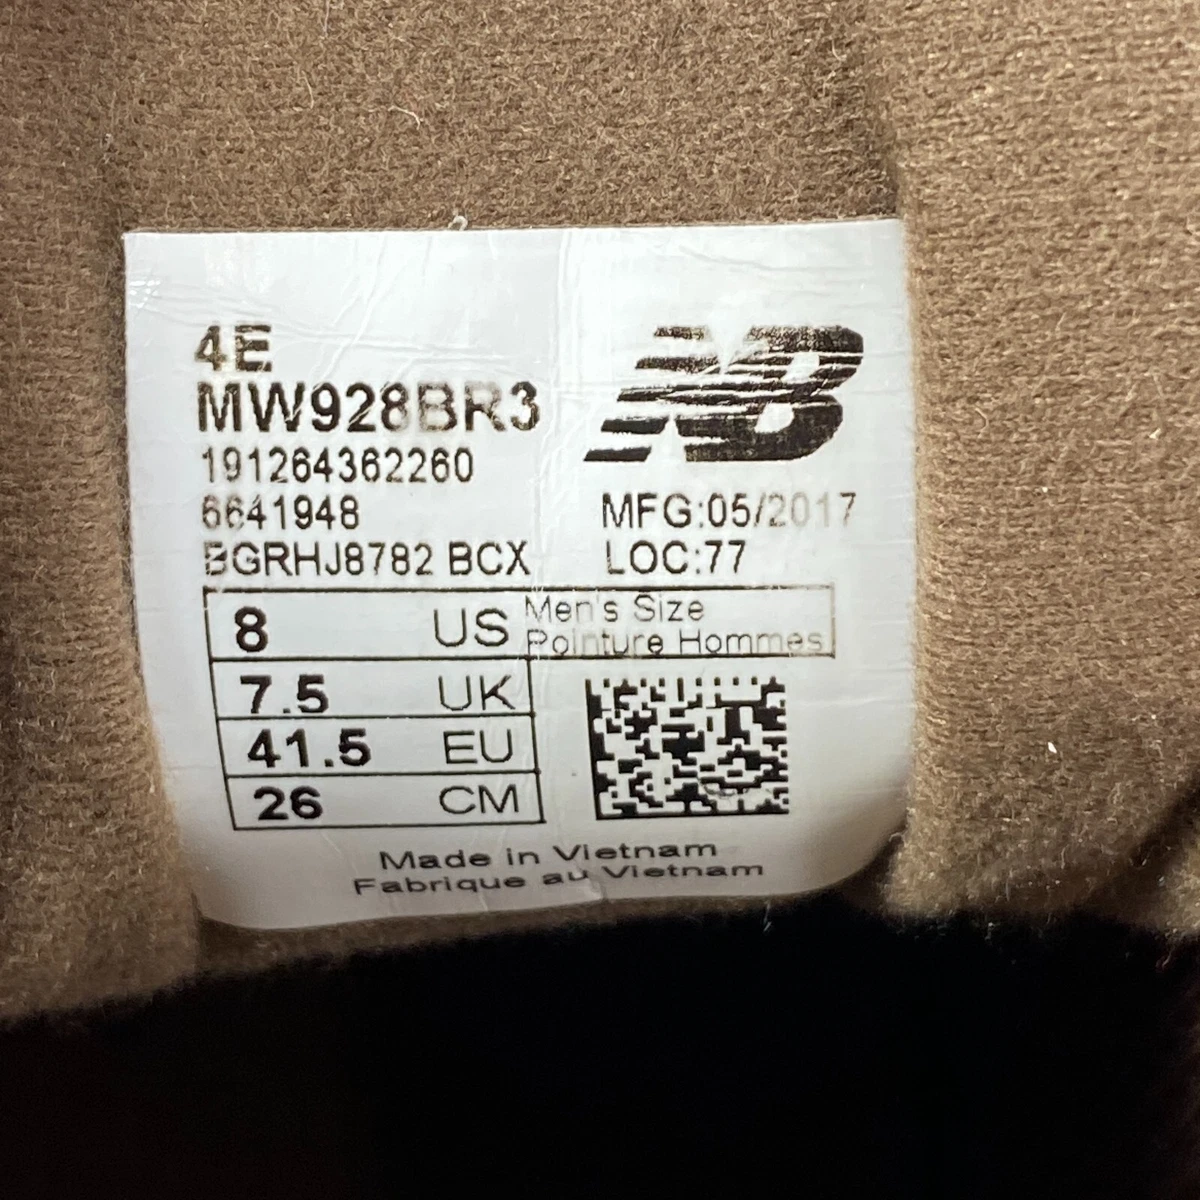 4E
MW928BR3
191264362260
6641948
BGRHJ8782 BCX
NB
MFG:05/2017
LOC:77
8 US Men's Size
Pointure Hommes
7.5 UK
41.5 EU
26 CM
Made in Vietnam
Fabrique au Vietnam